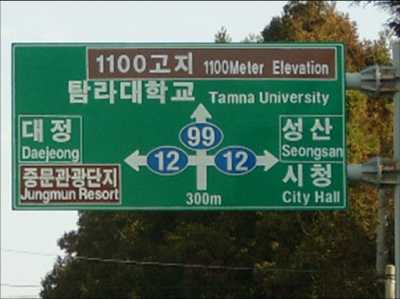 1100고지 1100Meter Elevation
탐라대학교 Tamna University
99
대정
Daejeong
중문관광단지
Jungmun Resort
12
12
성산
Seongsan
시청
City Hall
300m